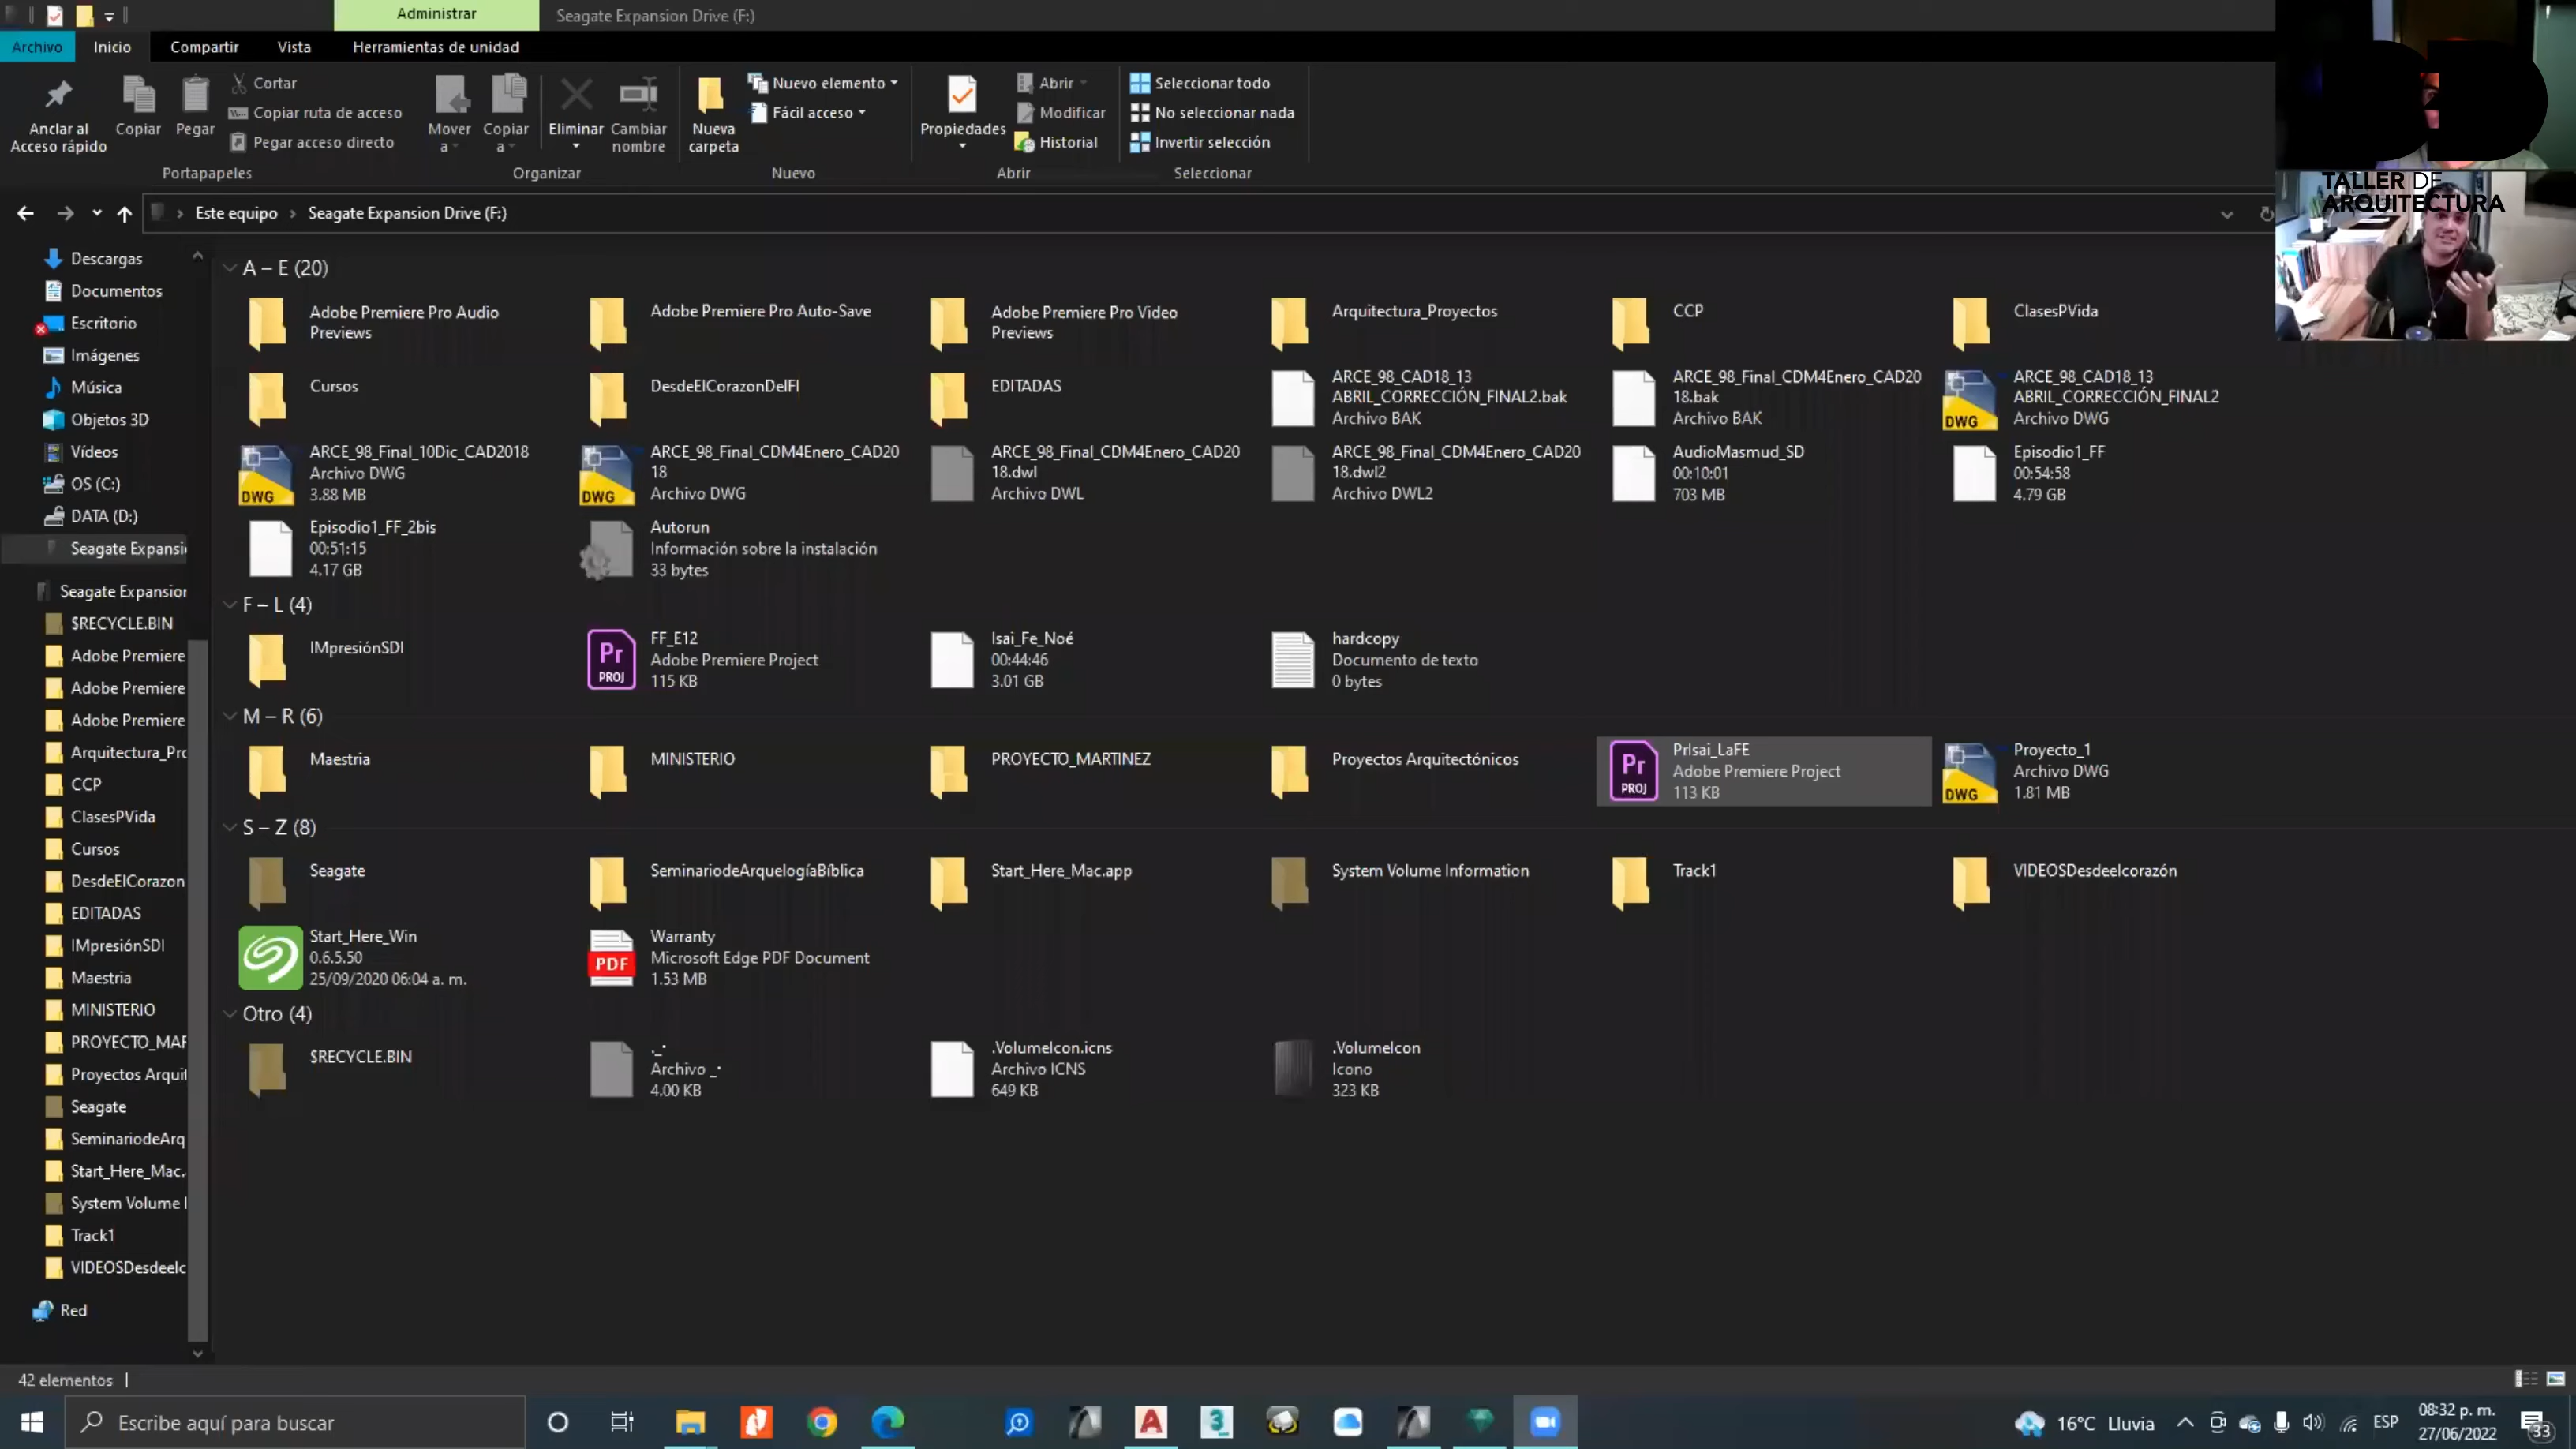 Administrar
Seagate Expansion Drive (F:)
Archivo
Inicio
Compartir
Vista
Herramientas de unidad
Anclar al
Acceso rápido
Copiar
Pegar
Cortar
Copiar ruta de acceso
Pegar acceso directo
Portapapeles
Mover
a
Copiar
a
Eliminar
Cambiar
nombre
Organizar
Nueva
carpeta
Nuevo elemento
Fácil acceso
Nuevo
Propiedades
Abrir
Modificar
Historial
Abrir
Seleccionar todo
No seleccionar nada
Invertir selección
Seleccionar
TALLER DE
ARQUITECTURA
Este equipo > Seagate Expansion Drive (F:)
Descargas
Documentos
Escritorio
Imágenes
Música
Objetos 3D
Vídeos
OS (C:)
DATA (D:)
Seagate Expansi
Seagate Expansion
$RECYCLE.BIN
Adobe Premiere
Adobe Premiere
Adobe Premiere
Arquitectura_Pro
CCP
ClasesPVida
Cursos
DesdeElCorazon
EDITADAS
IMpresiónSDI
Maestria
MINISTERIO
PROYECTO_MAR
Proyectos Arquit
Seagate
SeminariodeArq
Start_Here_Mac.
System Volume I
Track1
VIDEOSDesdeelc
Red
A – E (20)
Adobe Premiere Pro Audio
Previews
Adobe Premiere Pro Auto-Save
Adobe Premiere Pro Video
Previews
Arquitectura_Proyectos
CCP
ClasesPVida
Cursos
DesdeElCorazonDelFI
EDITADAS
ARCE_98_CAD18_13
ABRIL_CORRECCIÓN_FINAL2.bak
Archivo BAK
ARCE_98_Final_CDM4Enero_CAD20
18.bak
Archivo BAK
DWG
ARCE_98_CAD18_13
ABRIL_CORRECCIÓN_FINAL2
Archivo DWG
DWG
ARCE_98_Final_10Dic_CAD2018
Archivo DWG
3.88 MB
DWG
ARCE_98_Final_CDM4Enero_CAD20
18
Archivo DWG
ARCE_98_Final_CDM4Enero_CAD20
18.dwl
Archivo DWL
ARCE_98_Final_CDM4Enero_CAD20
18.dwl2
Archivo DWL2
AudioMasmud_SD
00:10:01
703 MB
Episodio1_FF
00:54:58
4.79 GB
Episodio1_FF_2bis
00:51:15
4.17 GB
Autorun
Información sobre la instalación
33 bytes
F – L (4)
IMpresiónSDI
Pr
PROJ
FF_E12
Adobe Premiere Project
115 KB
Isai_Fe_Noé
00:44:46
3.01 GB
hardcopy
Documento de texto
0 bytes
M – R (6)
Maestria
MINISTERIO
PROYECTO_MARTINEZ
Proyectos Arquitectónicos
Pr
PROJ
PrIsai_LaFE
Adobe Premiere Project
113 KB
DWG
Proyecto_1
Archivo DWG
1.81 MB
S – Z (8)
Seagate
SeminariodeArquelogíaBíblica
Start_Here_Mac.app
System Volume Information
Track1
VIDEOSDesdeelcorazón
Start_Here_Win
0.6.5.50
25/09/2020 06:04 a. m.
PDF
Warranty
Microsoft Edge PDF Document
1.53 MB
Otro (4)
$RECYCLE.BIN
._.
Archivo _.
4.00 KB
.VolumeIcon.icns
Archivo ICNS
649 KB
.VolumeIcon
Icono
323 KB
42 elementos
Escribe aquí para buscar
16°C Lluvia
ESP
08:32 p. m.
27/06/2022
33